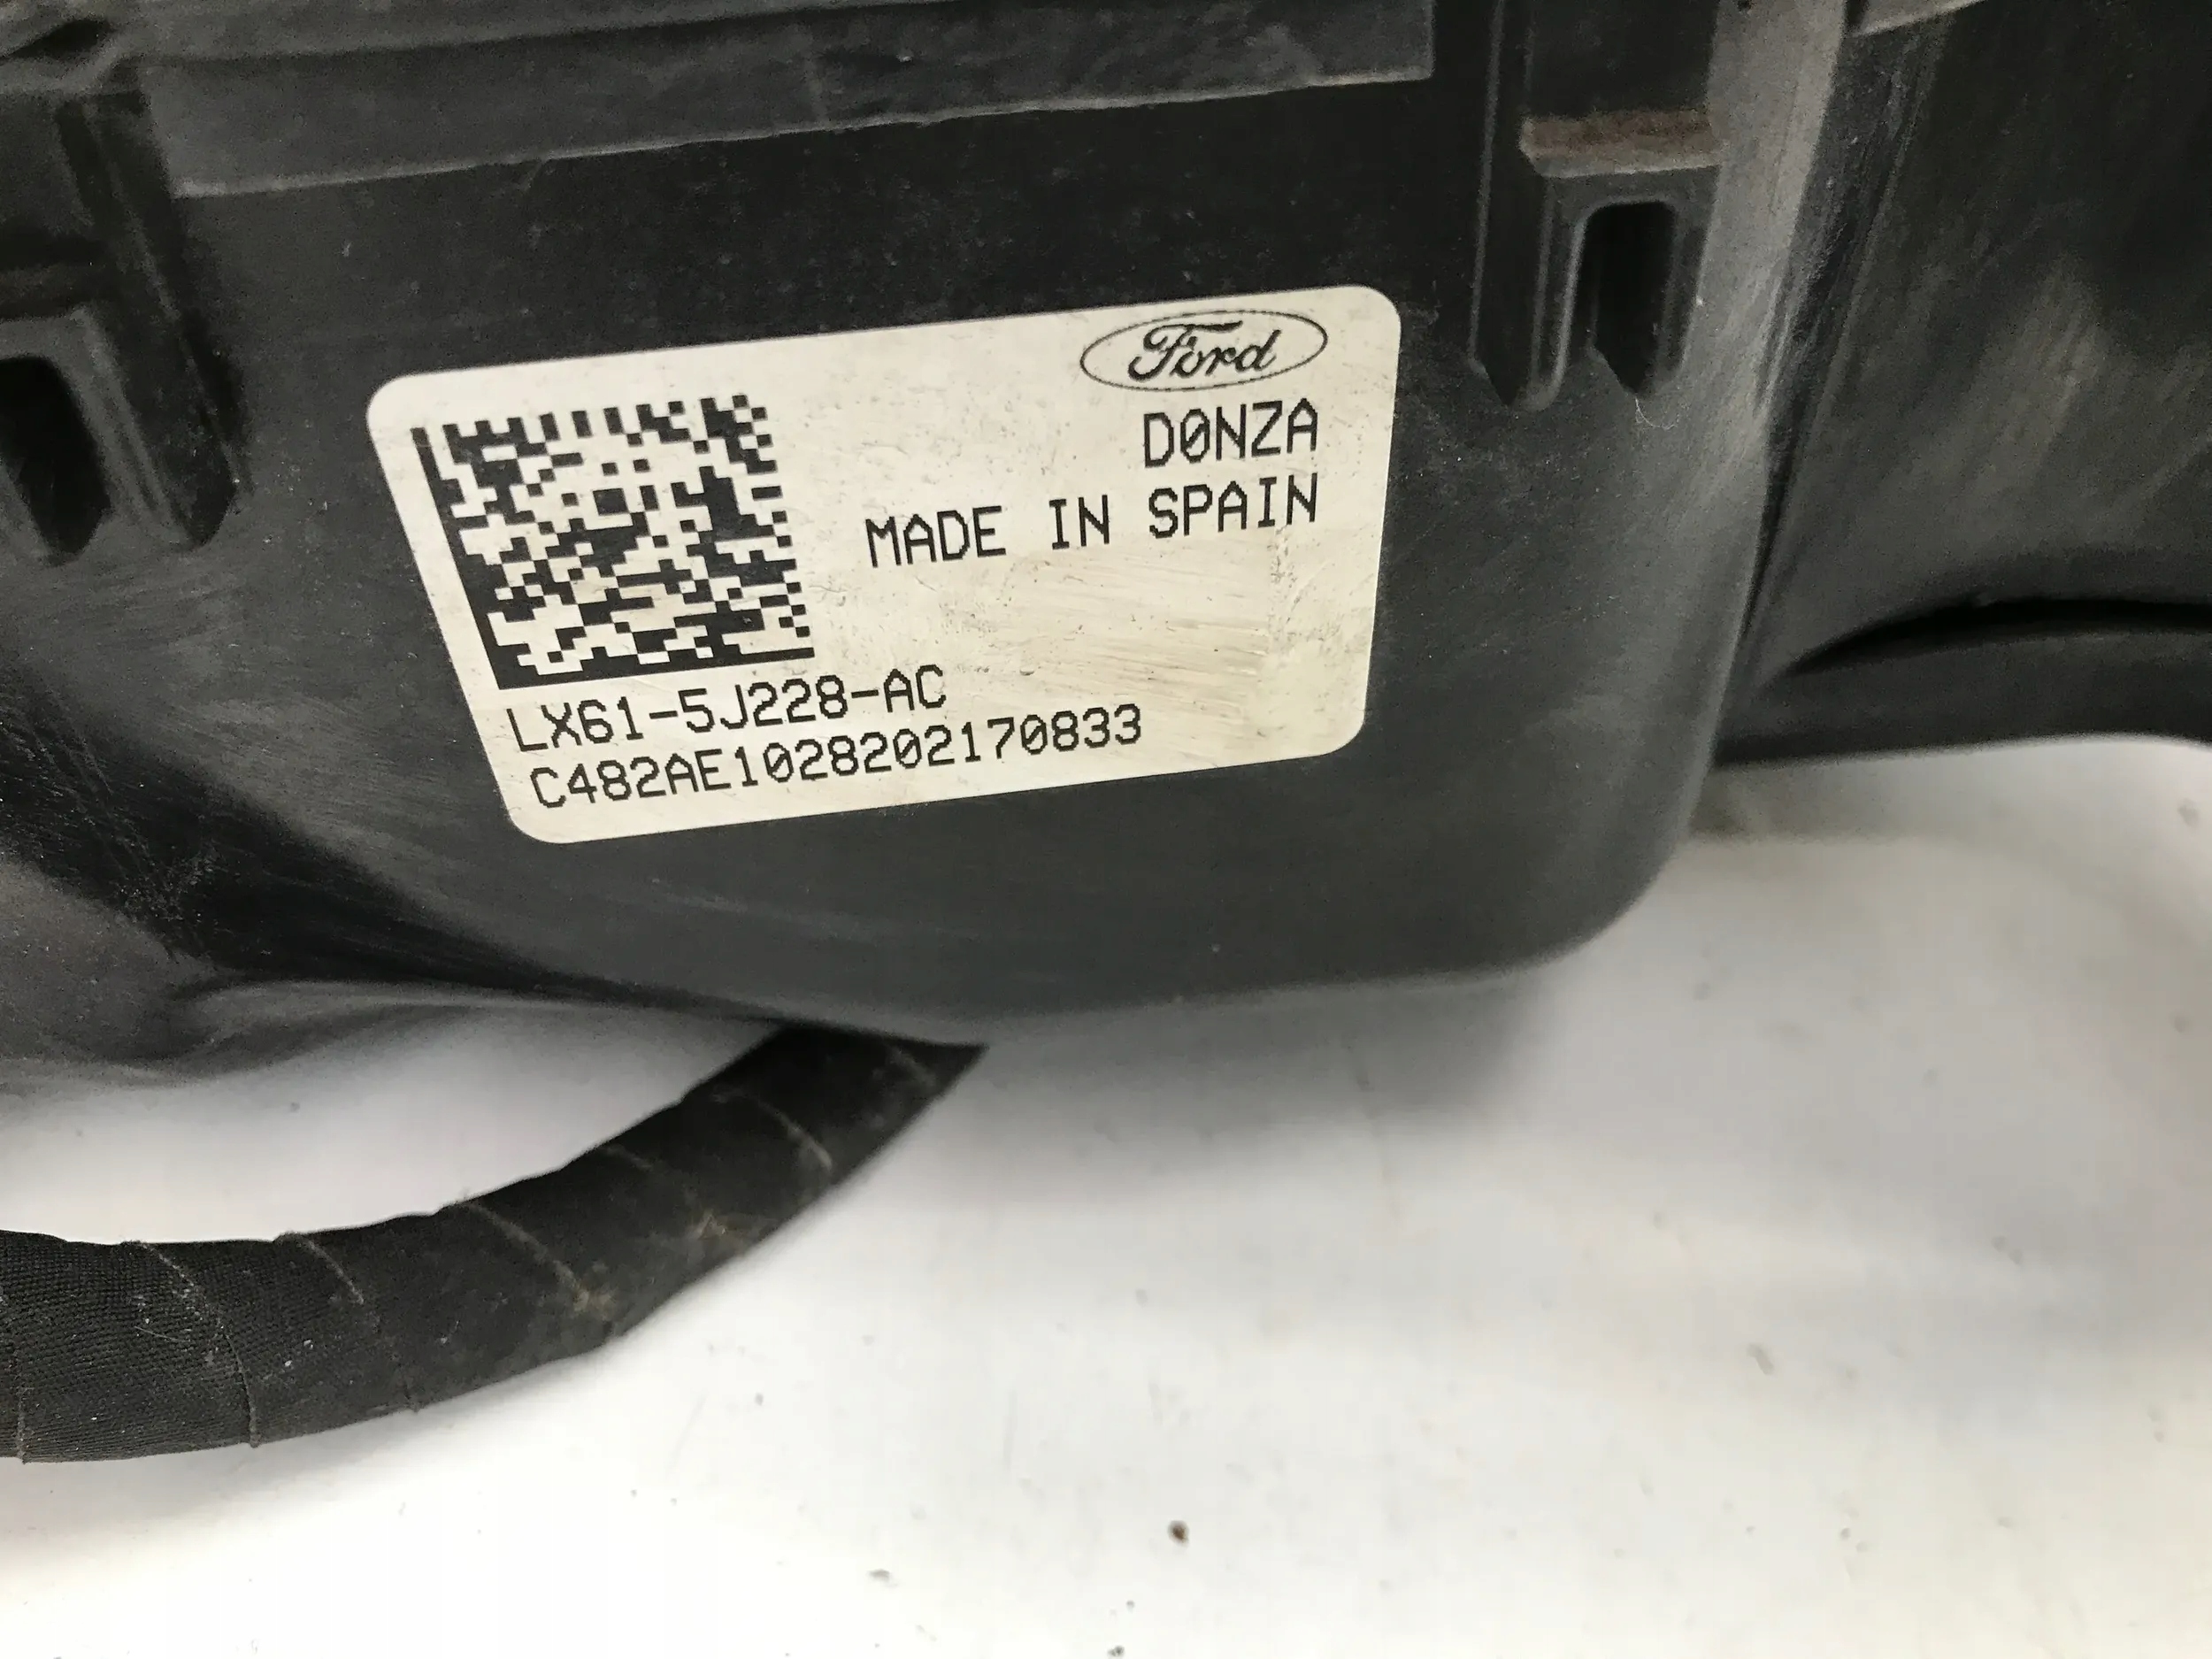 Ford
D0NZA
MADE IN SPAIN
LX61-5J228-AC
C482AE1028202170833